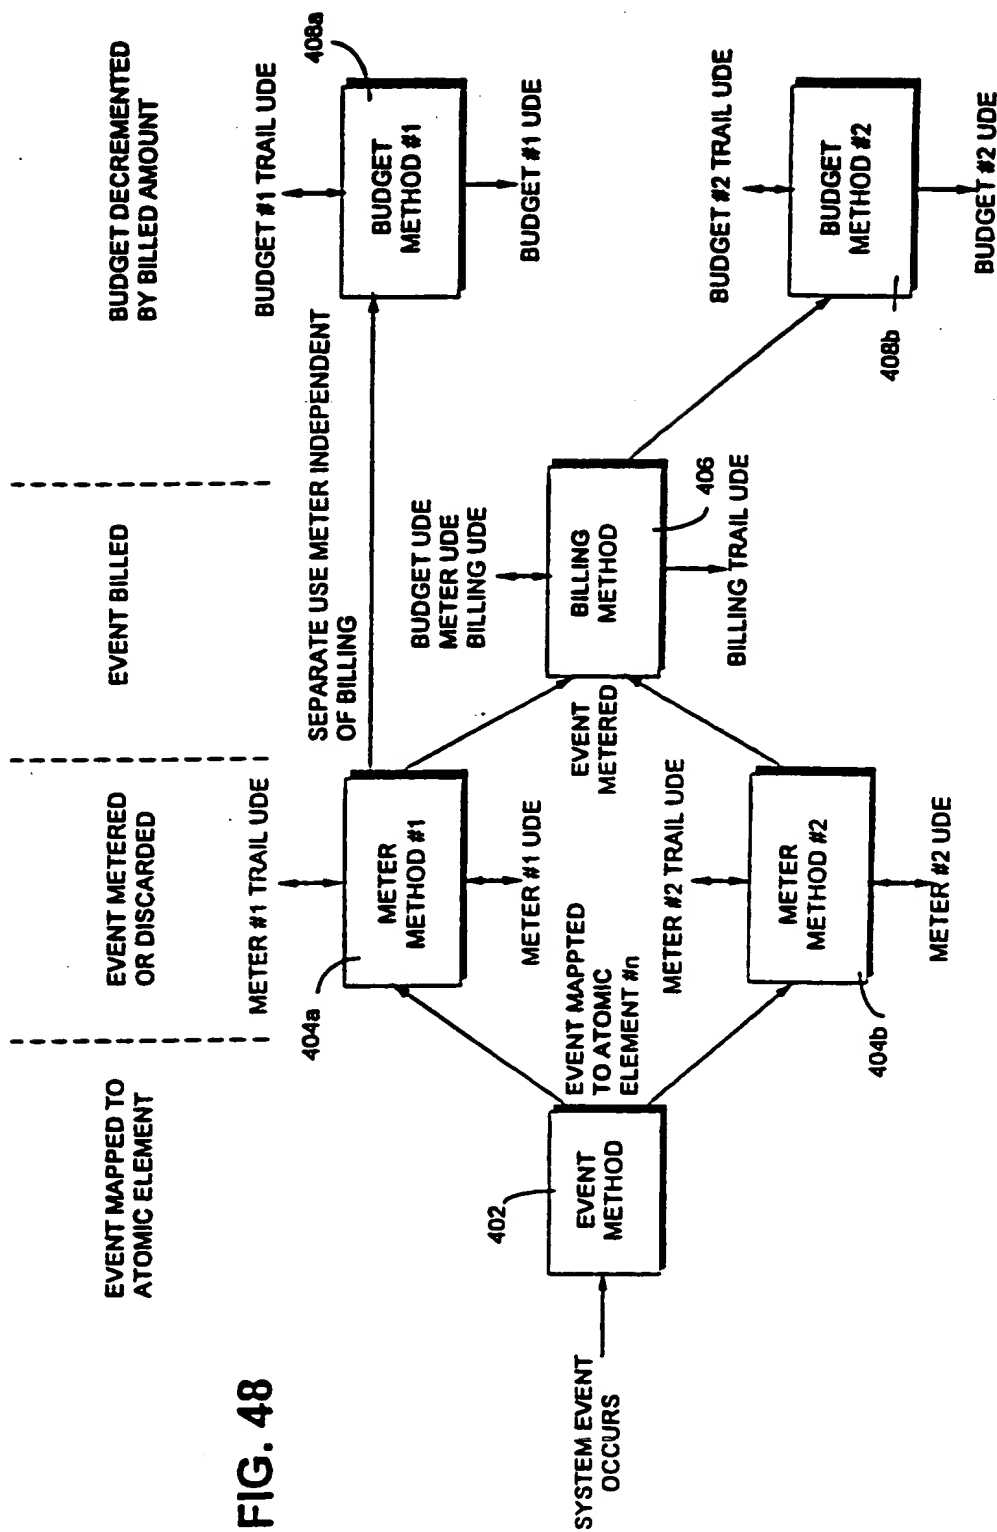 FIG. 48
EVENT MAPPED TO
ATOMIC ELEMENT
EVENT METERED
OR DISCARDED
EVENT BILLED
BUDGET DECREMENTED
BY BILLED AMOUNT
SYSTEM EVENT
OCCURS
402
EVENT
METHOD
EVENT MAPPTED
TO ATOMIC
ELEMENT #n
METER #1 TRAIL UDE
404a
METER
METHOD #1
METER #1 UDE
METER #2 TRAIL UDE
METER
METHOD #2
404b
METER #2 UDE
SEPARATE USE METER INDEPENDENT
OF BILLING
EVENT
METERED
BUDGET UDE
METER UDE
BILLING UDE
BILLING
METHOD
406
BILLING TRAIL UDE
BUDGET #1 TRAIL UDE
408a
BUDGET
METHOD #1
BUDGET #1 UDE
BUDGET #2 TRAIL UDE
BUDGET
METHOD #2
408b
BUDGET #2 UDE